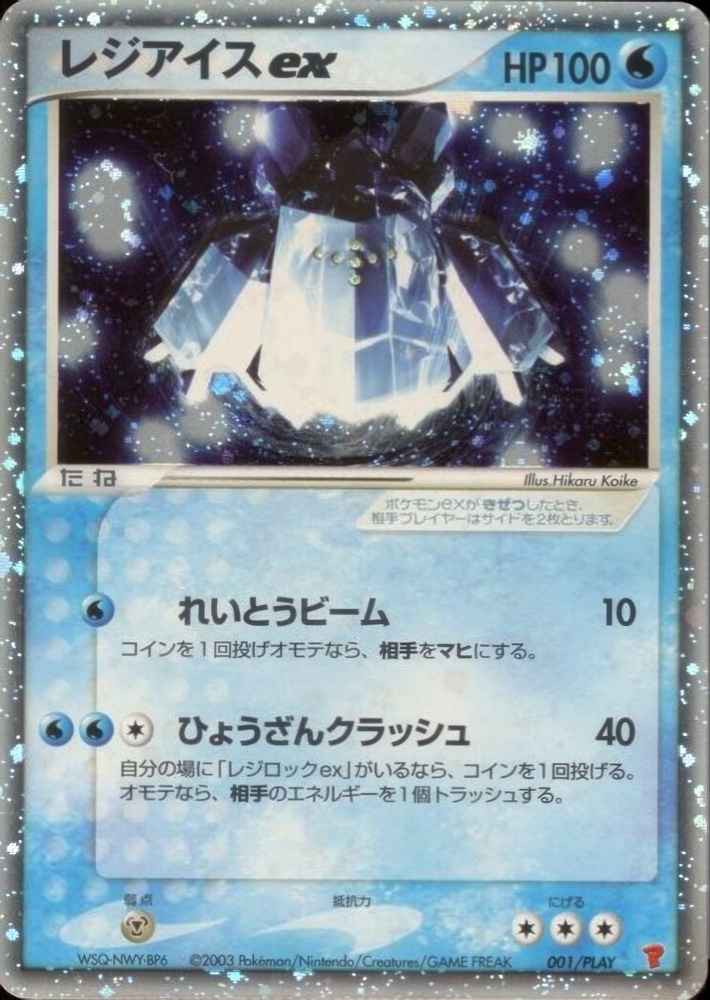 レジアイスex HP100
たね Illus.Hikaru Koike
ポケモンexがきぜつしたとき、
相手プレイヤーはサイドを2枚とります。
れいとうビーム 10
コインを1回投げオモテなら、相手をマヒにする。
ひょうざんクラッシュ 40
自分の場に「レジロックex」がいるなら、コインを1回投げる。
オモテなら、相手のエネルギーを1個トラッシュする。
弱点 抵抗力 にげる
WSQ-NWY-BP6 ©2003 Pokémon/Nintendo/Creatures/GAME FREAK 001/PLAY